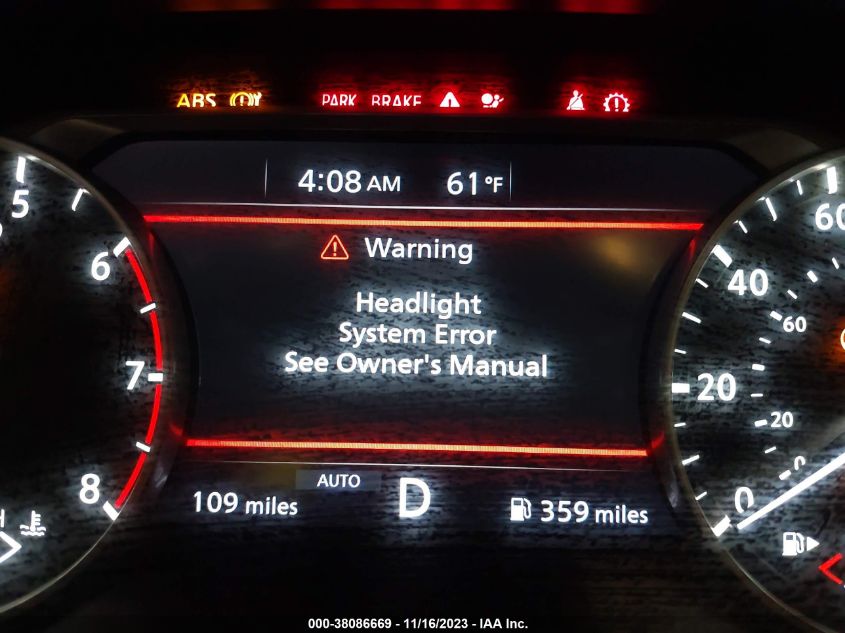 ABS PARK BRAKE
4:08 AM 61°F
5
60
Warning
6
40
60
Headlight
System Error
See Owner's Manual
7
20
20
0
8
AUTO
109 miles
D
359 miles
0
H
000-38086669 - 11/16/2023 - IAA Inc.